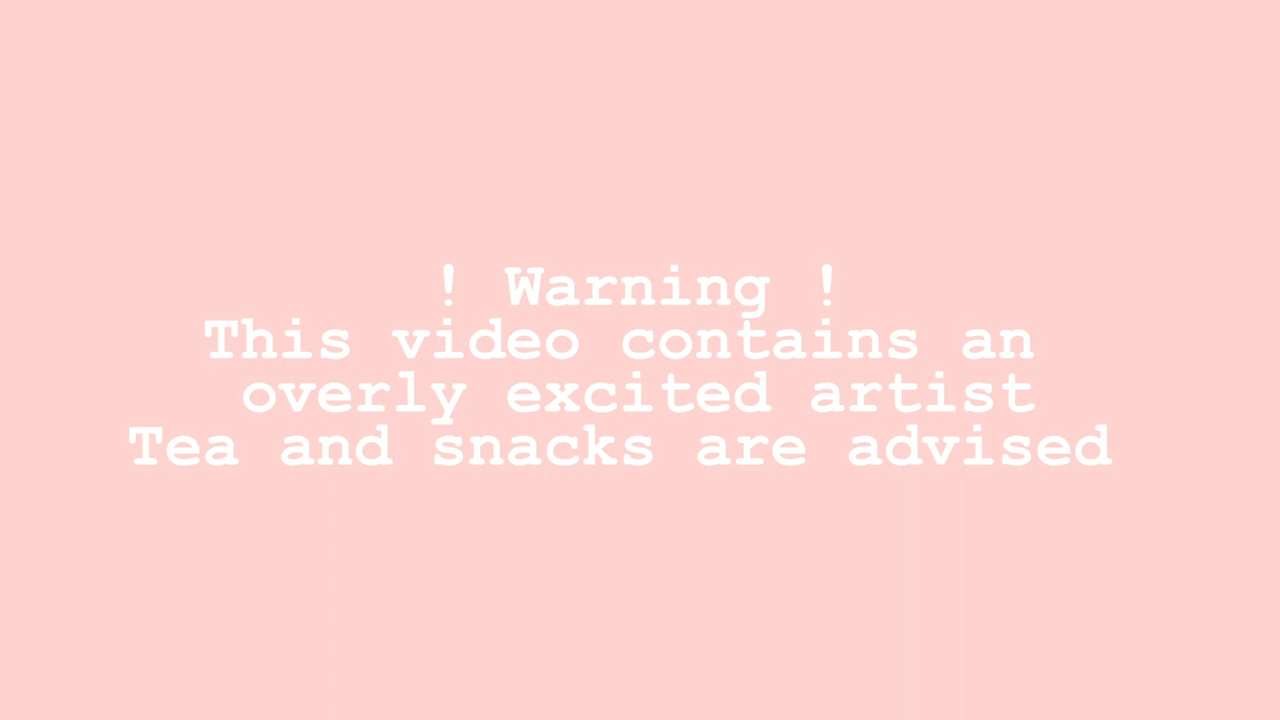 ! Warning !
This video contains an
overly excited artist
Tea and snacks are advised